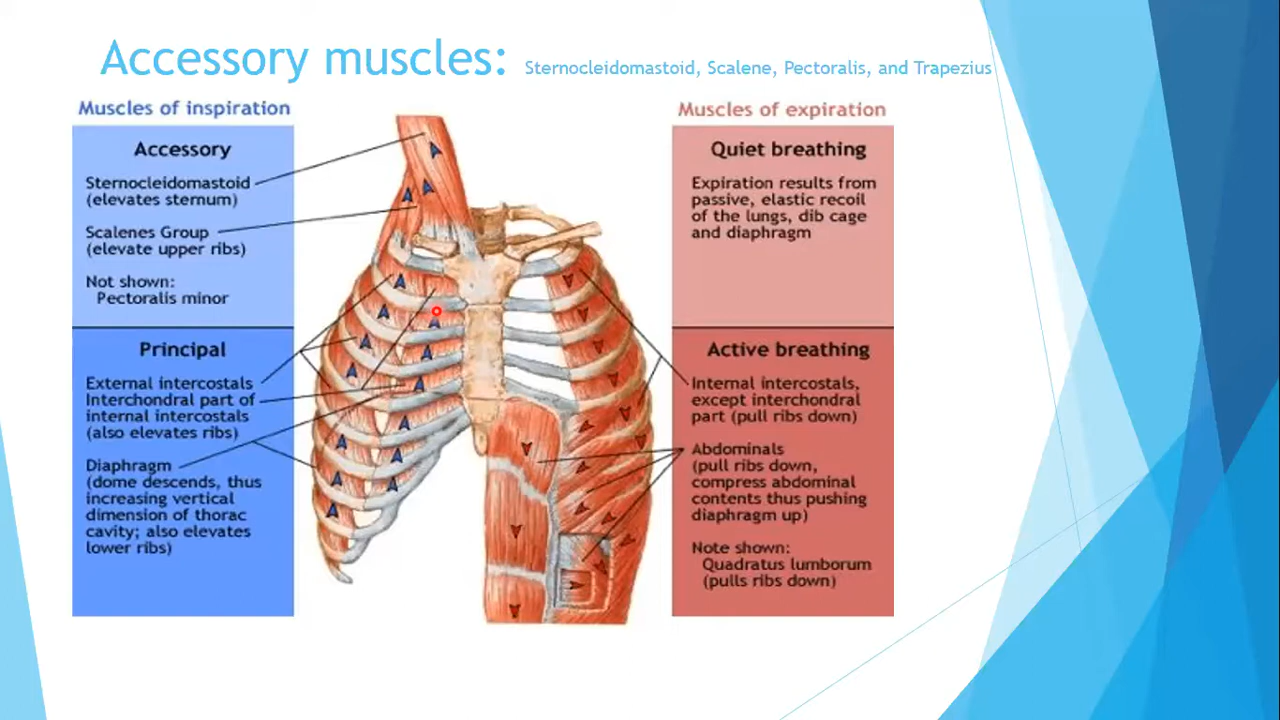 Accessory muscles: Sternocleidomastoid, Scalene, Pectoralis, and Trapezius
Muscles of inspiration
Accessory
Sternocleidomastoid
(elevates sternum)
Scalenes Group
(elevate upper ribs)
Not shown:
Pectoralis minor
Principal
External intercostals
Interchondral part of
internal intercostals
(also elevates ribs)
Diaphragm
(dome descends, thus
increasing vertical
dimension of thorac
cavity; also elevates
lower ribs)
Muscles of expiration
Quiet breathing
Expiration results from
passive, elastic recoil
of the lungs, dib cage
and diaphragm
Active breathing
Internal intercostals,
except interchondral
part (pull ribs down)
Abdominals
(pull ribs down,
compress abdominal
contents thus pushing
diaphragm up)
Note shown:
Quadratus lumborum
(pulls ribs down)